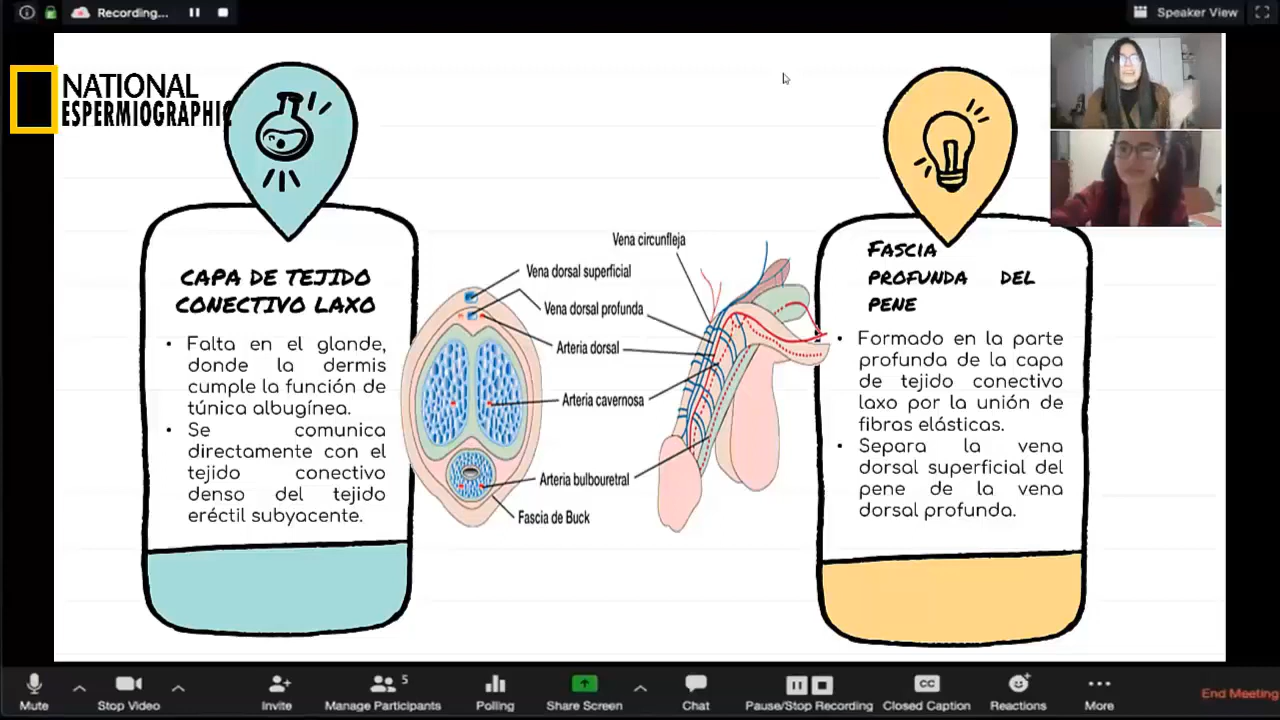 Recording...
Speaker View
NATIONAL
ESPERMIOGRAPHIC
CAPA DE TEJIDO
CONECTIVO LAXO
• Falta en el glande,
donde la dermis
cumple la función de
túnica albugínea.
• Se comunica
directamente con el
tejido conectivo
denso del tejido
eréctil subyacente.
Vena circunfleja
Vena dorsal superficial
Vena dorsal profunda
Arteria dorsal
Arteria cavernosa
Arteria bulbouretral
Fascia de Buck
FASCIA
PROFUNDA DEL
PENE
• Formado en la parte
profunda de la capa
de tejido conectivo
laxo por la unión de
fibras elásticas.
• Separa la vena
dorsal superficial del
pene de la vena
dorsal profunda.
Mute
Stop Video
Invite
5
Manage Participants
Polling
Share Screen
Chat
Pause/Stop Recording
CC
Closed Caption
Reactions
More
End Meeting